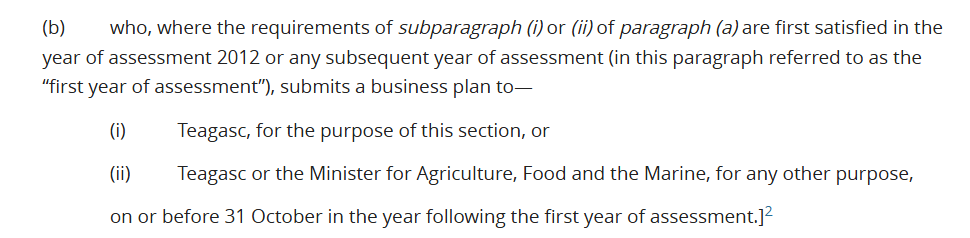 (b) who, where the requirements of subparagraph (i) or (ii) of paragraph (a) are first satisfied in the
year of assessment 2012 or any subsequent year of assessment (in this paragraph referred to as the
“first year of assessment”), submits a business plan to—
(i) Teagasc, for the purpose of this section, or
(ii) Teagasc or the Minister for Agriculture, Food and the Marine, for any other purpose,
on or before 31 October in the year following the first year of assessment.]2